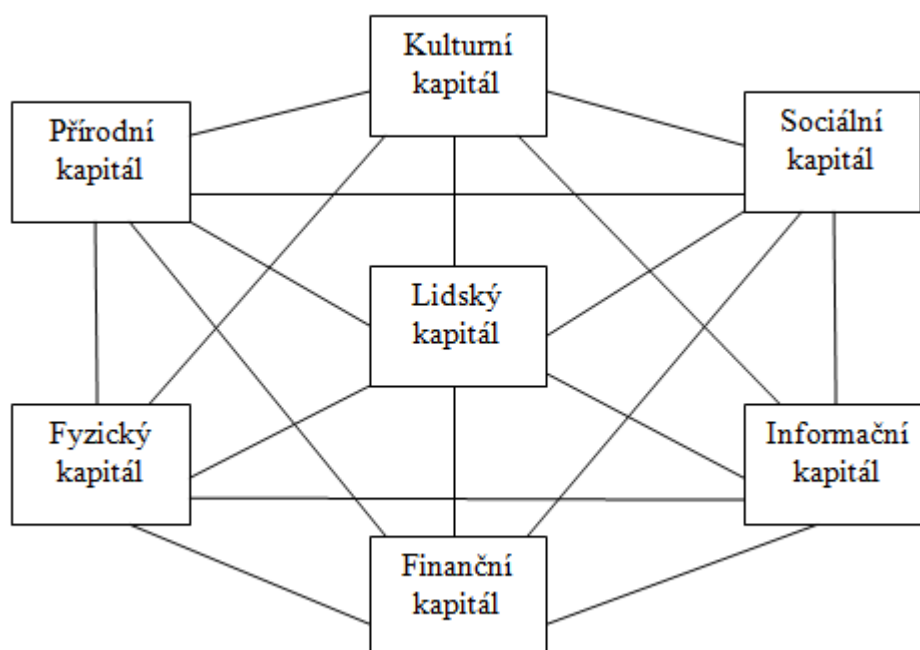 Kulturní
kapitál
Přírodní
kapitál
Sociální
kapitál
Lidský
kapitál
Fyzický
kapitál
Informační
kapitál
Finanční
kapitál